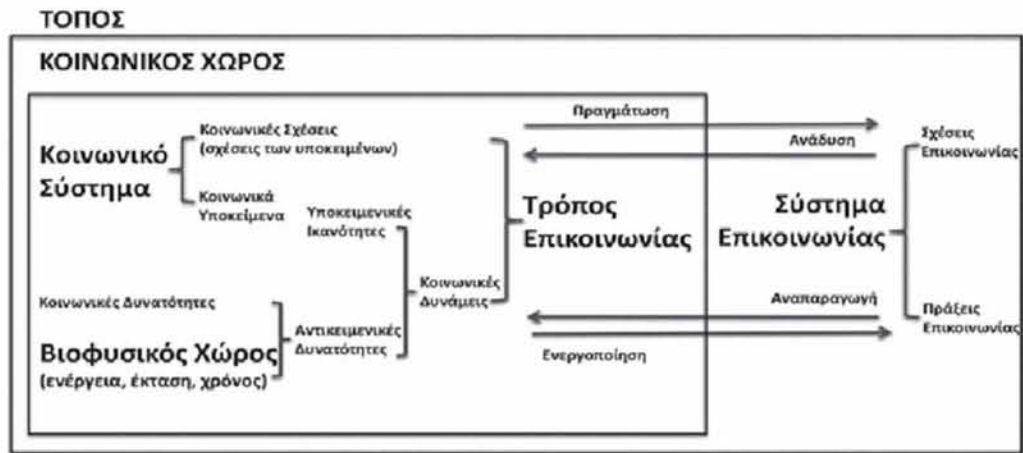 ΤΟΠΟΣ
ΚΟΙΝΩΝΙΚΟΣ ΧΩΡΟΣ
Κοινωνικό
Σύστημα
Κοινωνικές Σχέσεις
(σχέσεις των υποκειμένων)
Κοινωνικά
Υποκείμενα
Υποκειμενικές
Ικανότητες
Κοινωνικές Δυνατότητες
Βιοφυσικός Χώρος
(ενέργεια, έκταση, χρόνος)
Αντικειμενικές
Δυνατότητες
Κοινωνικές
Δυνάμεις
Τρόπος
Επικοινωνίας
Πραγμάτωση
Ανάδυση
Αναπαραγωγή
Ενεργοποίηση
Σύστημα
Επικοινωνίας
Σχέσεις
Επικοινωνίας
Πράξεις
Επικοινωνίας